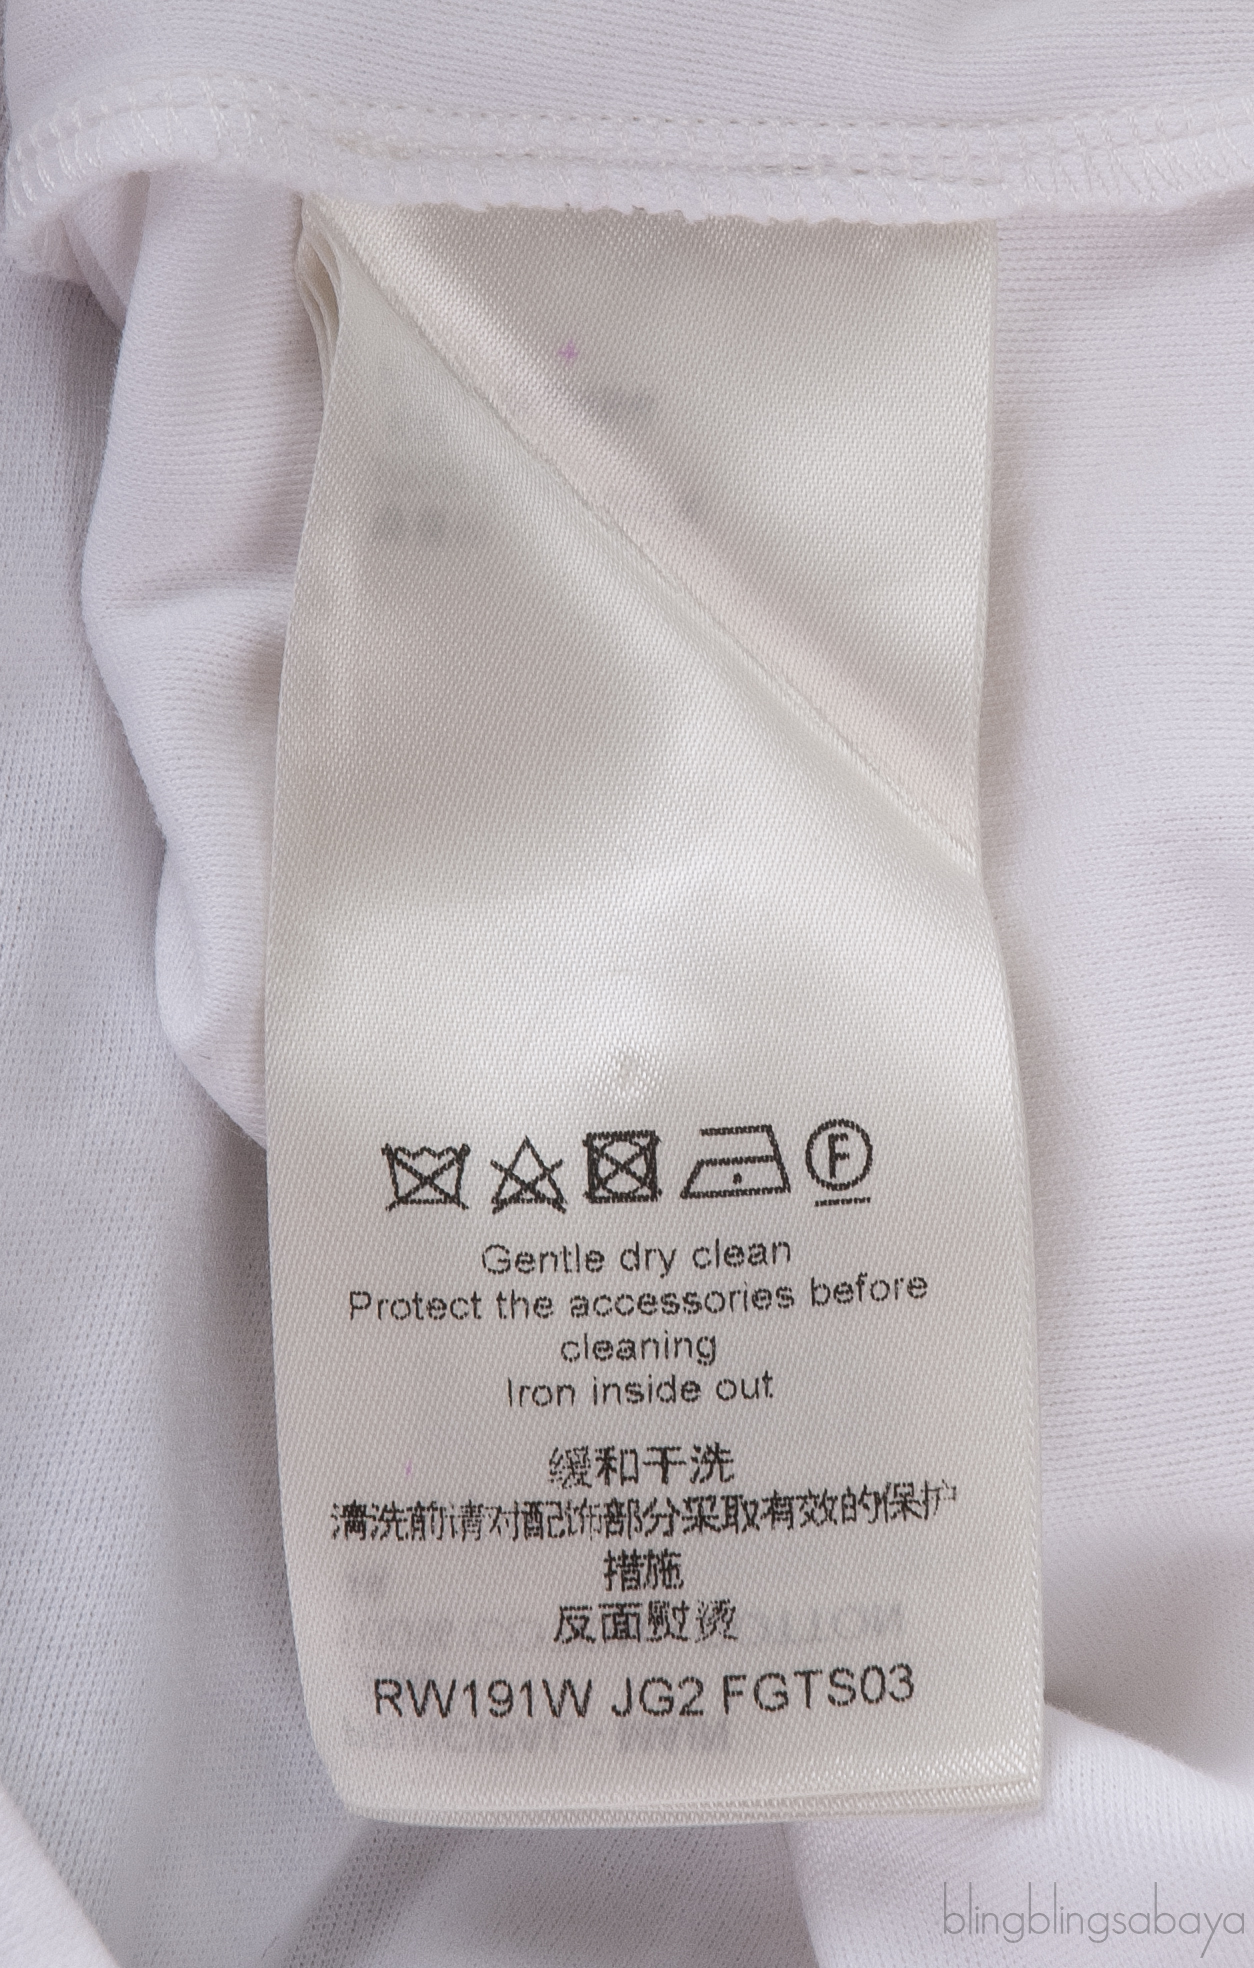 F
Gentle dry clean
Protect the accessories before
cleaning
Iron inside out
缓和干洗
清洗前请对配饰部分采取有效的保护
措施
反面熨烫
RW191W JG2 FGTS03
blingblingsabaya